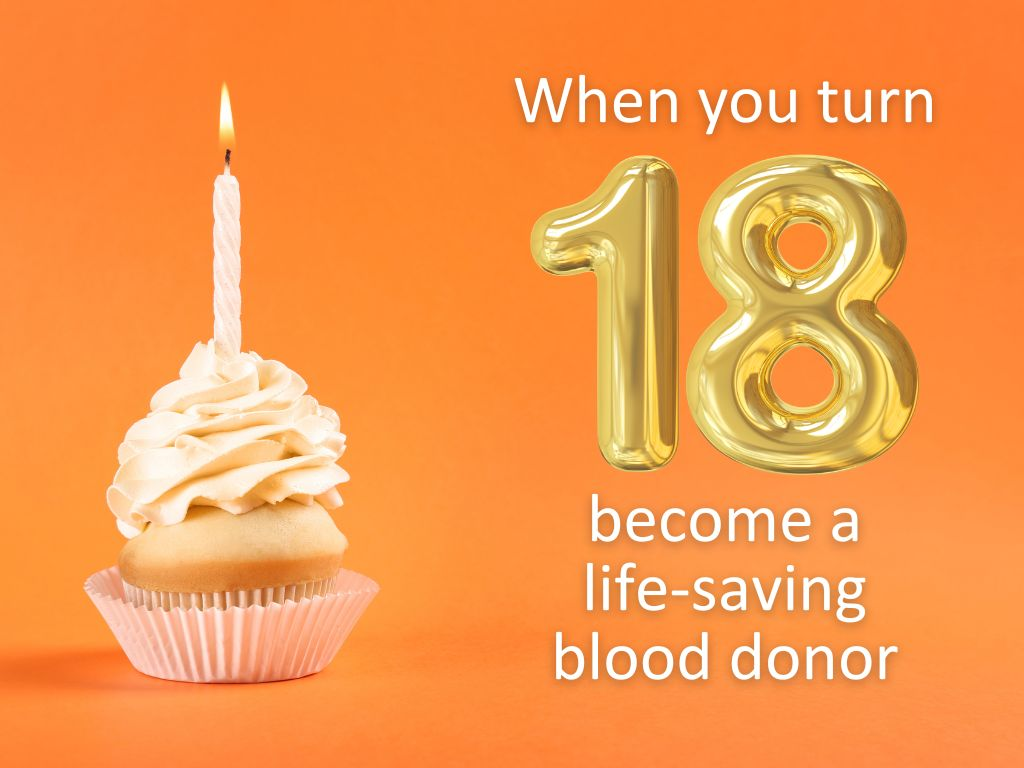 When you turn
18
become a
life-saving
blood donor